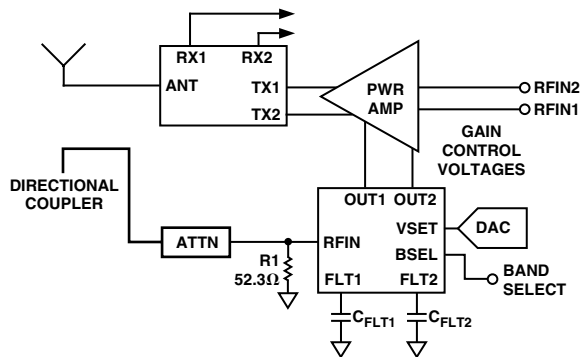 RX1
RX2
ANT
TX1
TX2
PWR
AMP
RFIN2
RFIN1
GAIN
CONTROL
VOLTAGES
DIRECTIONAL
COUPLER
ATTN
R1
52.3Ω
OUT1 OUT2
RFIN
VSET
BSEL
FLT1
FLT2
DAC
BAND
SELECT
CFLT1
CFLT2